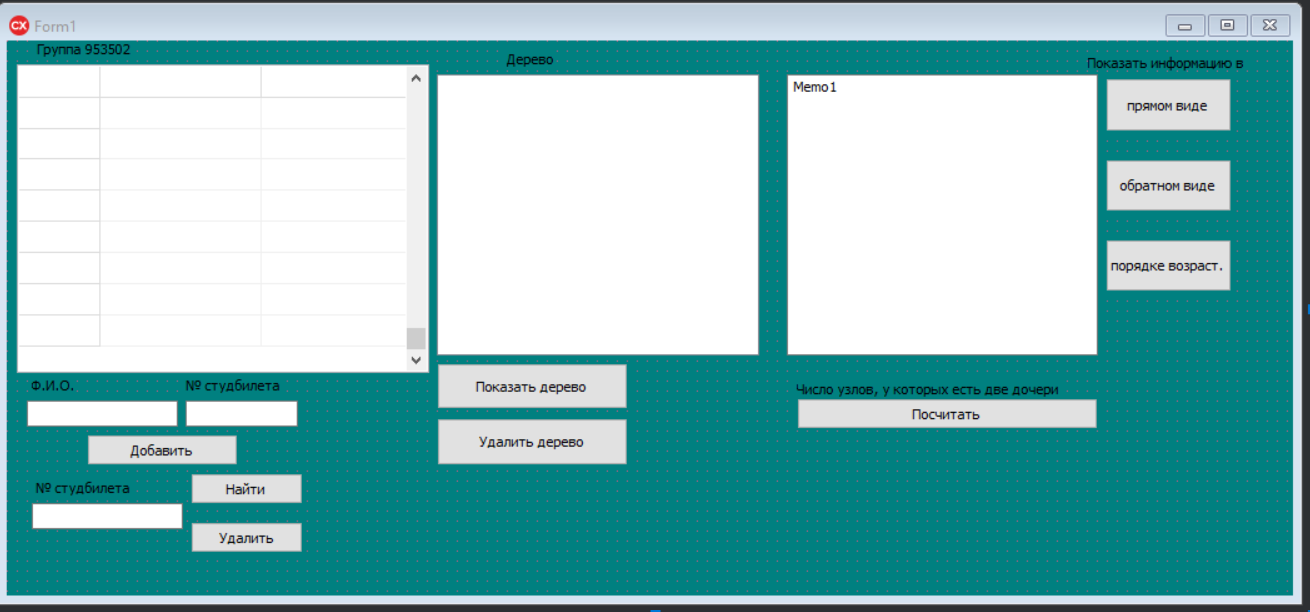 CX Form1
Группа 953502
Дерево
Показать информацию в
Memo1
прямом виде
обратном виде
порядке возраст.
Ф.И.О. № студбилета
Показать дерево
Число узлов, у которых есть две дочери
Посчитать
Добавить
Удалить дерево
№ студбилета
Найти
Удалить